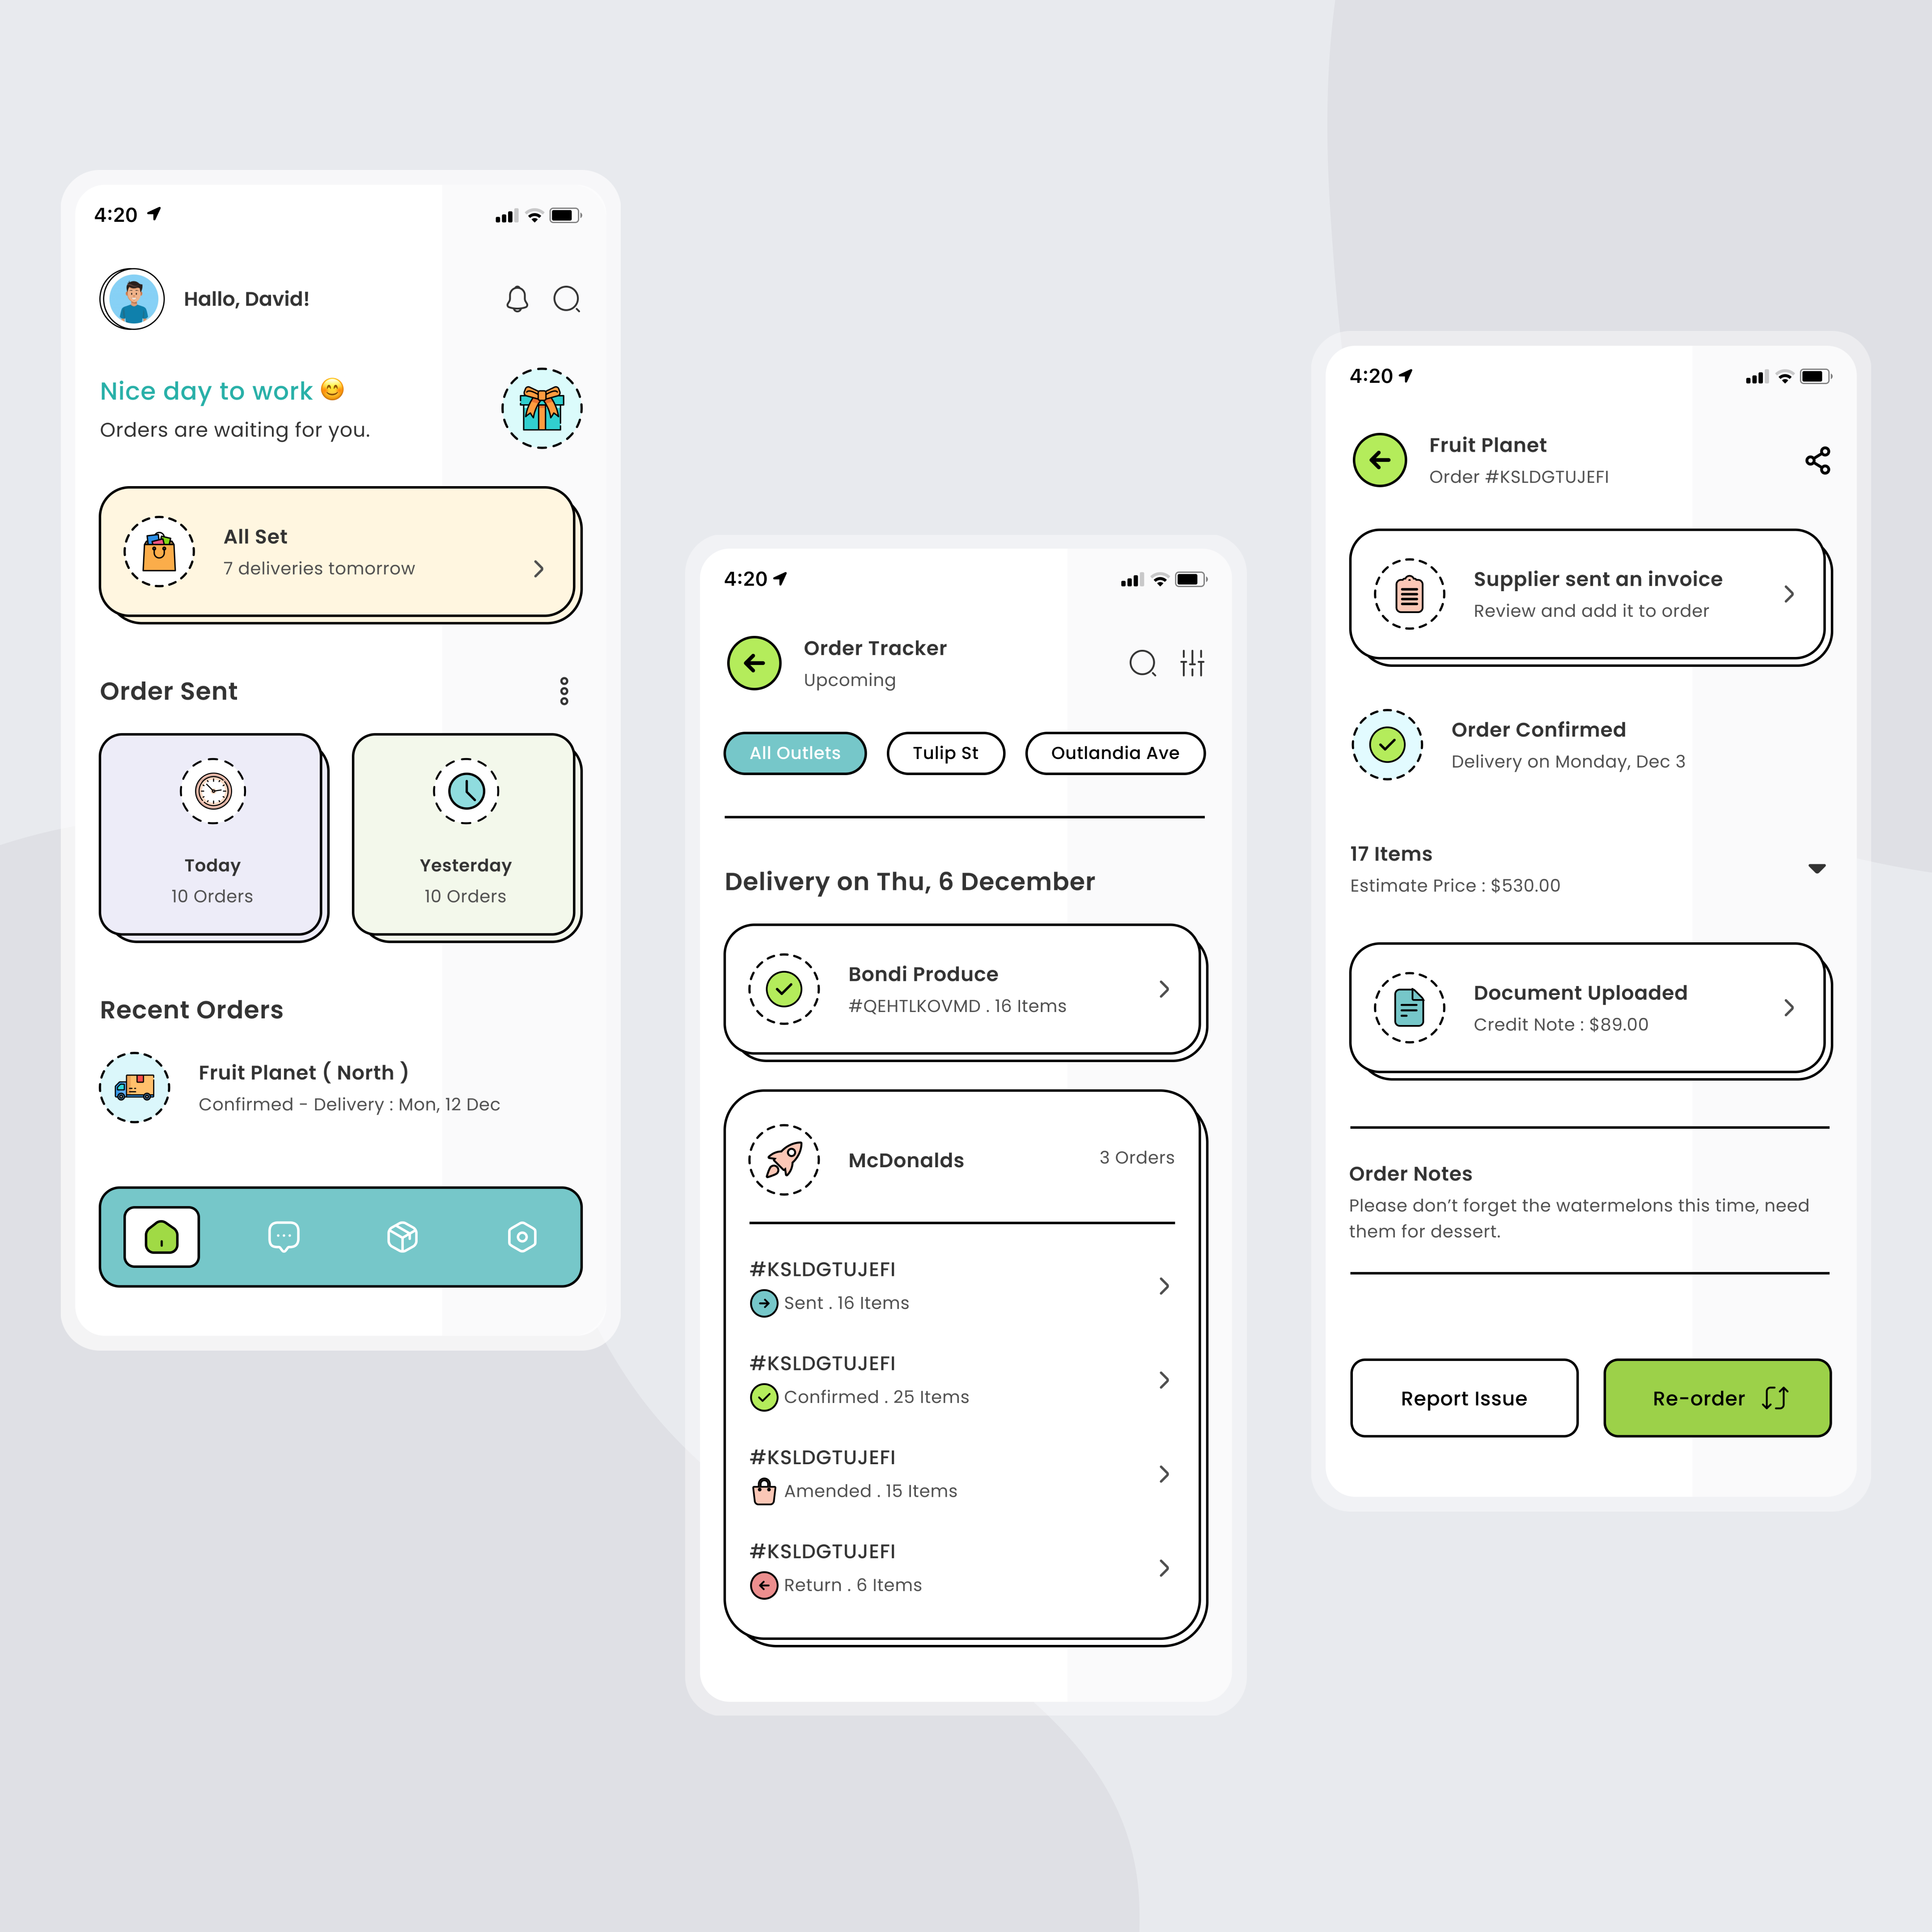 4:20
Hallo, David!
Nice day to work 😊
Orders are waiting for you.
All Set
7 deliveries tomorrow
Order Sent
Today
10 Orders
Yesterday
10 Orders
Recent Orders
Fruit Planet ( North )
Confirmed - Delivery : Mon, 12 Dec
4:20
Order Tracker
Upcoming
All Outlets
Tulip St
Outlandia Ave
Delivery on Thu, 6 December
Bondi Produce
#QEHTLKOVMD . 16 Items
McDonalds
3 Orders
#KSLDGTUJEFI
Sent . 16 Items
#KSLDGTUJEFI
Confirmed . 25 Items
#KSLDGTUJEFI
Amended . 15 Items
#KSLDGTUJEFI
Return . 6 Items
4:20
Fruit Planet
Order #KSLDGTUJEFI
Supplier sent an invoice
Review and add it to order
Order Confirmed
Delivery on Monday, Dec 3
17 Items
Estimate Price : $530.00
Document Uploaded
Credit Note : $89.00
Order Notes
Please don’t forget the watermelons this time, need
them for dessert.
Report Issue
Re-order